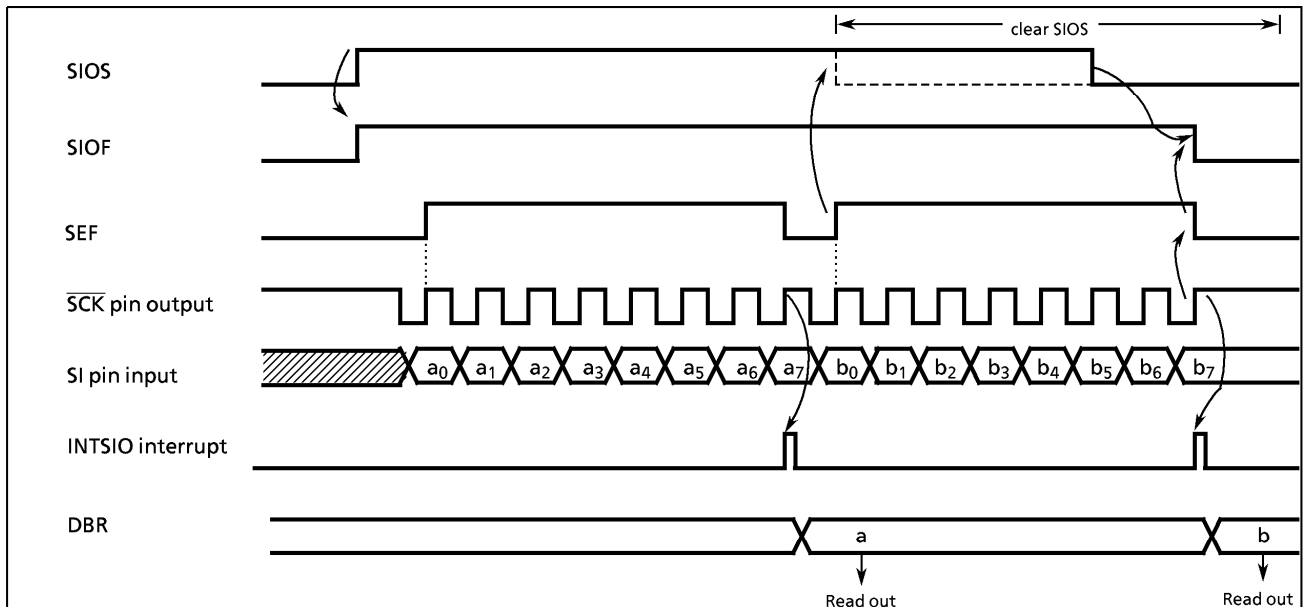 clear SIOS
SIOS
SIOF
SEF
S̅C̅K̅ pin output
SI pin input
a₀ a₁ a₂ a₃ a₄ a₅ a₆ a₇ b₀ b₁ b₂ b₃ b₄ b₅ b₆ b₇
INTSIO interrupt
DBR
a b
Read out Read out